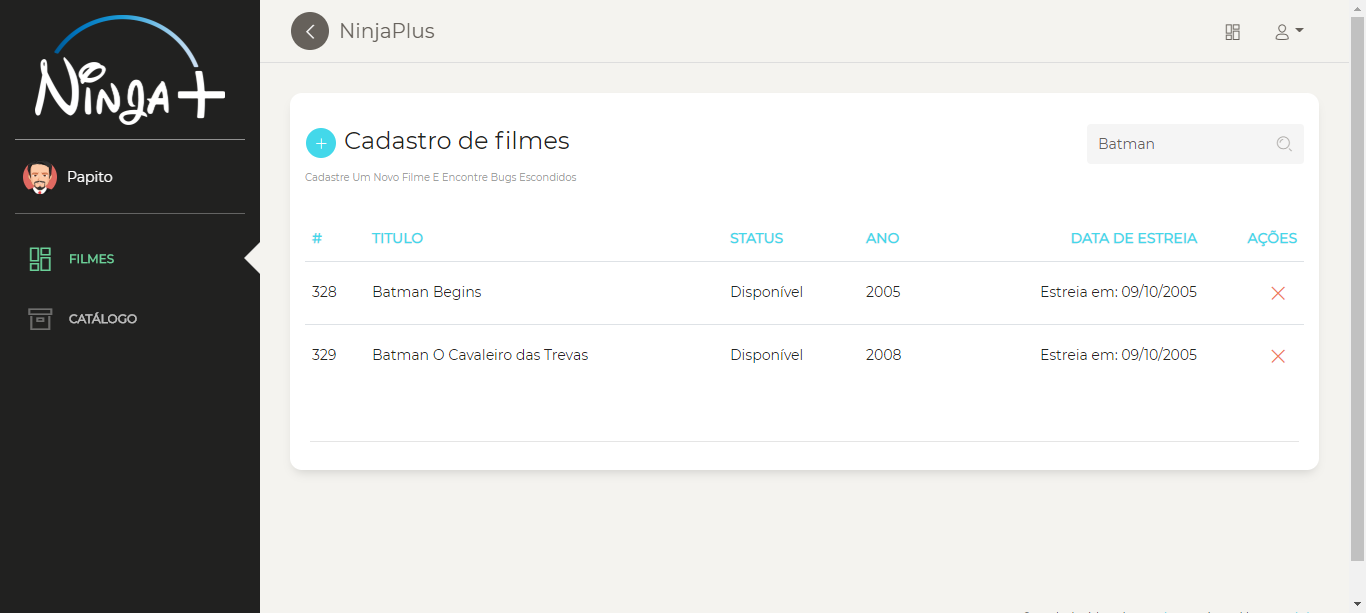 Ninja+
NinjaPlus
Papito
FILMES
CATÁLOGO
Cadastro de filmes
Batman
Cadastre Um Novo Filme E Encontre Bugs Escondidos
# TITULO STATUS ANO DATA DE ESTREIA AÇÕES
328 Batman Begins Disponível 2005 Estreia em: 09/10/2005
329 Batman O Cavaleiro das Trevas Disponível 2008 Estreia em: 09/10/2005